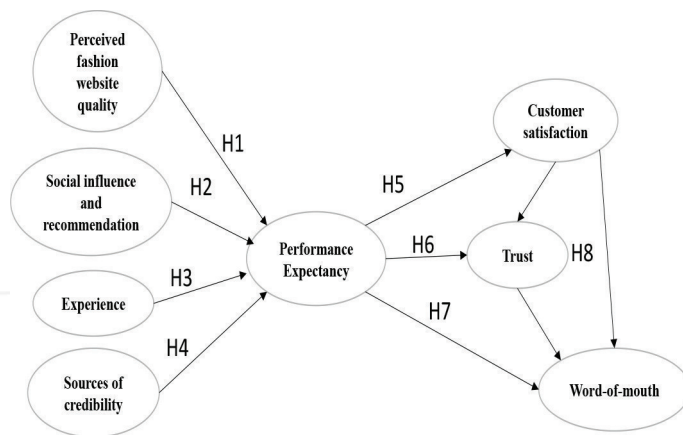 Perceived
fashion
website
quality
H1
Social influence
and
recommendation
H2
Experience
H3
Sources of
credibility
H4
Performance
Expectancy
H5
H6
H7
Customer
satisfaction
Trust
H8
Word-of-mouth